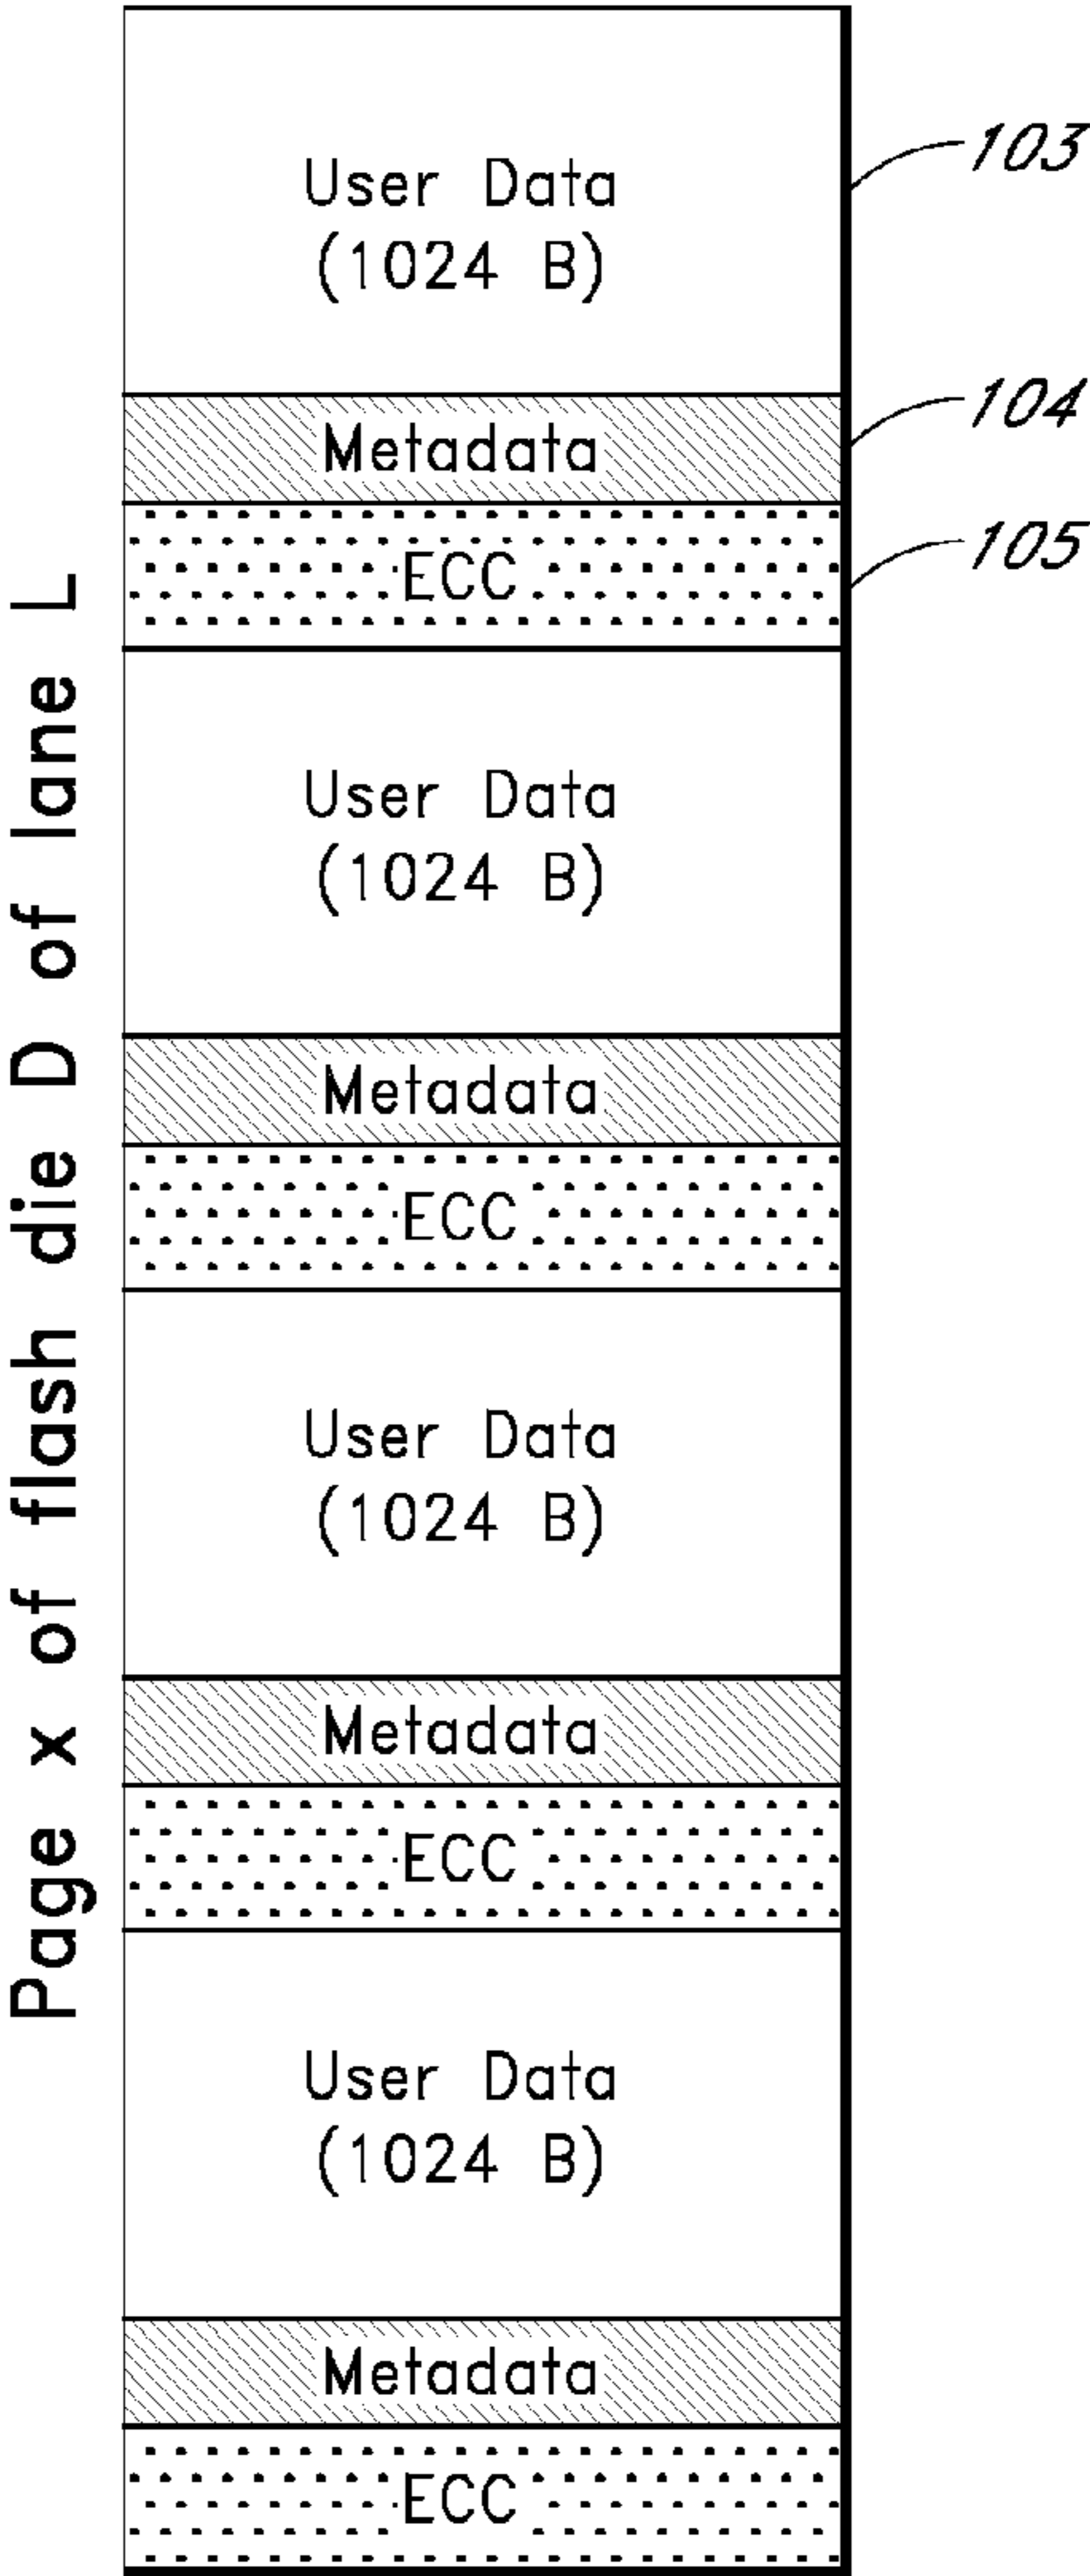 Page x of flash die D of lane L
User Data
(1024 B)
103
Metadata
104
ECC
105
User Data
(1024 B)
Metadata
ECC
User Data
(1024 B)
Metadata
ECC
User Data
(1024 B)
Metadata
ECC